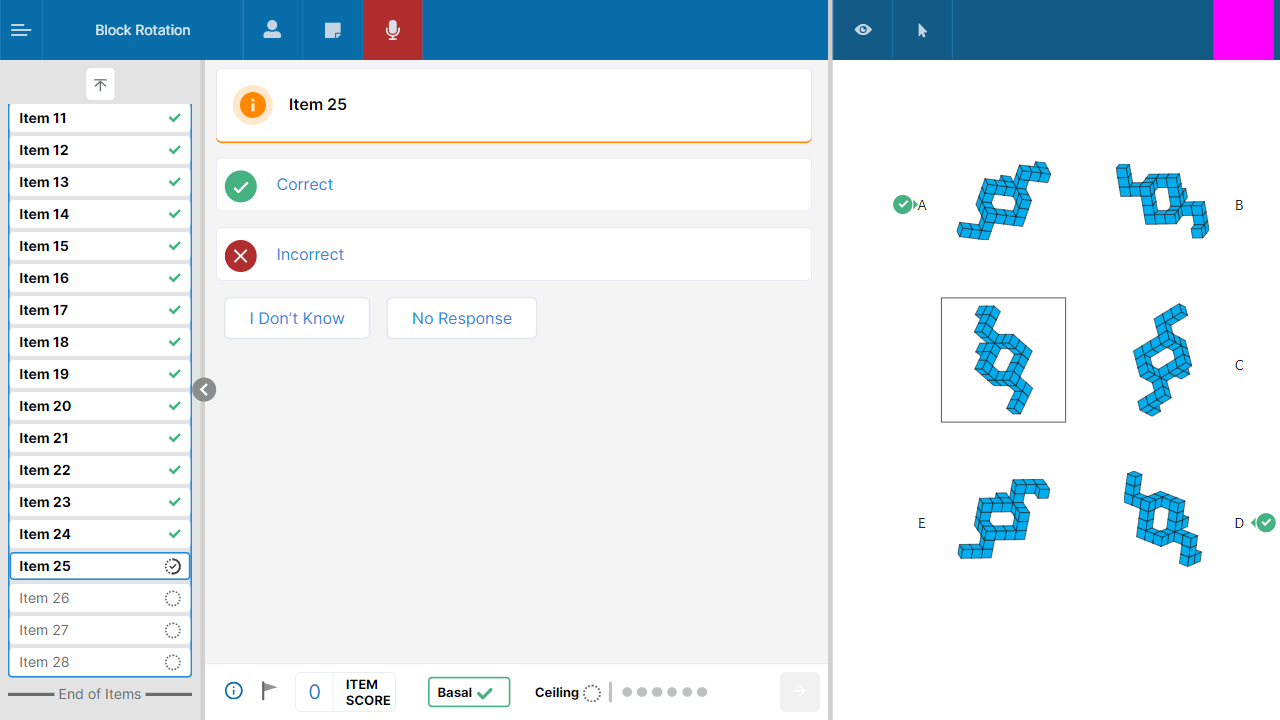 Block Rotation
Item 11
Item 12
Item 13
Item 14
Item 15
Item 16
Item 17
Item 18
Item 19
Item 20
Item 21
Item 22
Item 23
Item 24
Item 25
Item 26
Item 27
Item 28
End of Items
Item 25
Correct
Incorrect
I Don’t Know
No Response
0
ITEM
SCORE
Basal
Ceiling
A
B
C
E
D